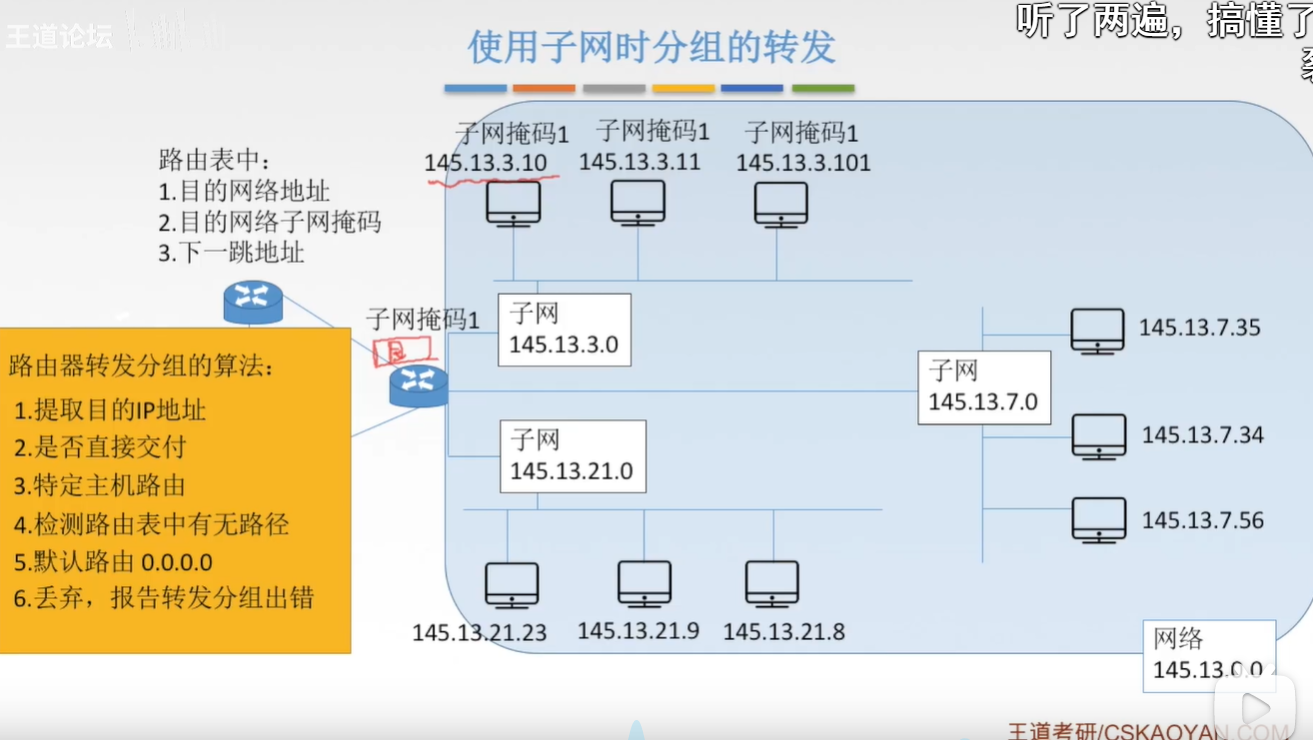 王道论坛
听了两遍，搞懂了
使用子网时分组的转发
路由表中：
1.目的网络地址
2.目的网络子网掩码
3.下一跳地址
子网掩码1
145.13.3.10
子网掩码1
145.13.3.11
子网掩码1
145.13.3.101
子网掩码1
子网
145.13.3.0
子网
145.13.7.0
145.13.7.35
145.13.7.34
145.13.7.56
子网
145.13.21.0
145.13.21.23
145.13.21.9
145.13.21.8
路由器转发分组的算法：
1.提取目的IP地址
2.是否直接交付
3.特定主机路由
4.检测路由表中有无路径
5.默认路由 0.0.0.0
6.丢弃，报告转发分组出错
网络
145.13.0.0
王道考研/CSKAOYAN.COM